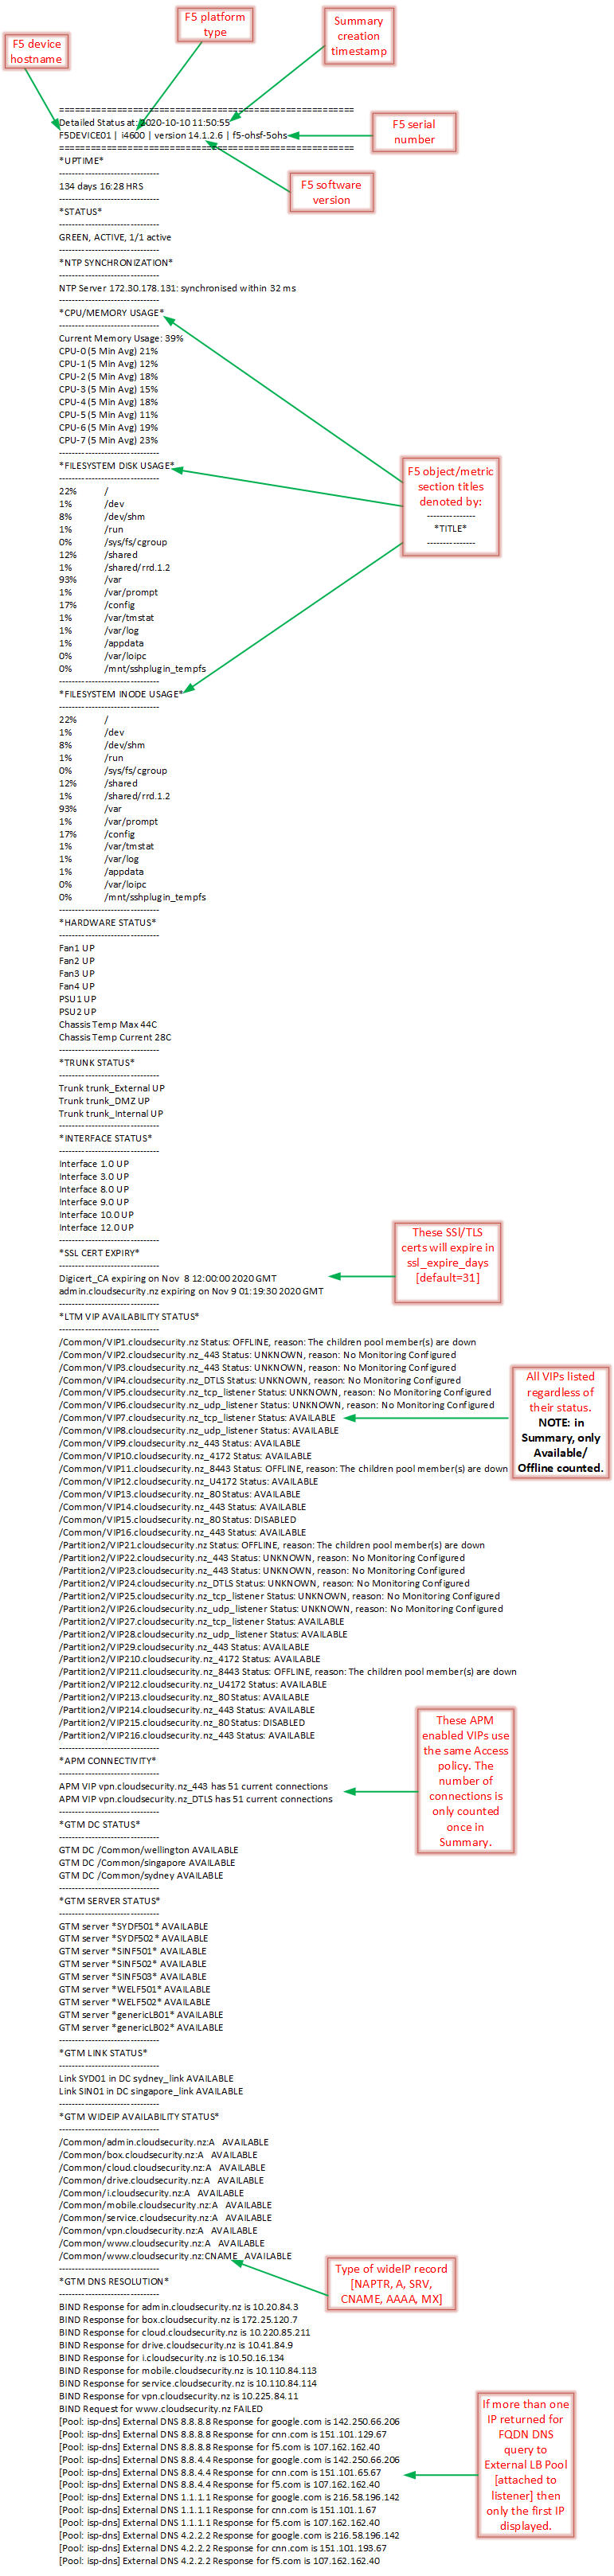 F5 device
hostname
F5 platform
type
Summary
creation
timestamp
==================================================
Detailed Status at: 2020-10-10 11:50:55
F5DEVICE01 | i4600 | version 14.1.2.6 | f5-ohsf-5ohs
==================================================
F5 serial
number
F5 software
version
*UPTIME*
-------------------------------
134 days 16:28 HRS
-------------------------------
*STATUS*
-------------------------------
GREEN, ACTIVE, 1/1 active
-------------------------------
*NTP SYNCHRONIZATION*
-------------------------------
NTP Server 172.30.178.131: synchronised within 32 ms
-------------------------------
*CPU/MEMORY USAGE*
-------------------------------
Current Memory Usage: 39%
CPU-0 (5 Min Avg) 21%
CPU-1 (5 Min Avg) 12%
CPU-2 (5 Min Avg) 18%
CPU-3 (5 Min Avg) 15%
CPU-4 (5 Min Avg) 18%
CPU-5 (5 Min Avg) 11%
CPU-6 (5 Min Avg) 19%
CPU-7 (5 Min Avg) 23%
-------------------------------
*FILESYSTEM DISK USAGE*
-------------------------------
22% /
1% /dev
8% /dev/shm
1% /run
0% /sys/fs/cgroup
12% /shared
1% /shared/rrd.1.2
93% /var
1% /var/prompt
17% /config
1% /var/tmstat
1% /var/log
1% /appdata
0% /var/loipc
0% /mnt/sshplugin_tempfs
-------------------------------
F5 object/metric
section titles
denoted by:
---------------
*TITLE*
---------------
*FILESYSTEM INODE USAGE*
-------------------------------
22% /
1% /dev
8% /dev/shm
1% /run
0% /sys/fs/cgroup
12% /shared
1% /shared/rrd.1.2
93% /var
1% /var/prompt
17% /config
1% /var/tmstat
1% /var/log
1% /appdata
0% /var/loipc
0% /mnt/sshplugin_tempfs
-------------------------------
*HARDWARE STATUS*
-------------------------------
Fan1 UP
Fan2 UP
Fan3 UP
Fan4 UP
PSU1 UP
PSU2 UP
Chassis Temp Max 44C
Chassis Temp Current 28C
-------------------------------
*TRUNK STATUS*
-------------------------------
Trunk trunk_External UP
Trunk trunk_DMZ UP
Trunk trunk_Internal UP
-------------------------------
*INTERFACE STATUS*
-------------------------------
Interface 1.0 UP
Interface 3.0 UP
Interface 8.0 UP
Interface 9.0 UP
Interface 10.0 UP
Interface 12.0 UP
-------------------------------
*SSL CERT EXPIRY*
-------------------------------
Digicert_CA expiring on Nov 8 12:00:00 2020 GMT
admin.cloudsecurity.nz expiring on Nov 9 01:19:30 2020 GMT
-------------------------------
These SSl/TLS
certs will expire in
ssl_expire_days
[default=31]
*LTM VIP AVAILABILITY STATUS*
-------------------------------
/Common/VIP1.cloudsecurity.nz Status: OFFLINE, reason: The children pool member(s) are down
/Common/VIP2.cloudsecurity.nz_443 Status: UNKNOWN, reason: No Monitoring Configured
/Common/VIP3.cloudsecurity.nz_443 Status: UNKNOWN, reason: No Monitoring Configured
/Common/VIP4.cloudsecurity.nz_DTLS Status: UNKNOWN, reason: No Monitoring Configured
/Common/VIP5.cloudsecurity.nz_tcp_listener Status: UNKNOWN, reason: No Monitoring Configured
/Common/VIP6.cloudsecurity.nz_udp_listener Status: UNKNOWN, reason: No Monitoring Configured
/Common/VIP7.cloudsecurity.nz_tcp_listener Status: AVAILABLE
/Common/VIP8.cloudsecurity.nz_udp_listener Status: AVAILABLE
/Common/VIP9.cloudsecurity.nz_443 Status: AVAILABLE
/Common/VIP10.cloudsecurity.nz_4172 Status: AVAILABLE
/Common/VIP11.cloudsecurity.nz_8443 Status: OFFLINE, reason: The children pool member(s) are down
/Common/VIP12.cloudsecurity.nz_U4172 Status: AVAILABLE
/Common/VIP13.cloudsecurity.nz_80 Status: AVAILABLE
/Common/VIP14.cloudsecurity.nz_443 Status: AVAILABLE
/Common/VIP15.cloudsecurity.nz_80 Status: DISABLED
/Common/VIP16.cloudsecurity.nz_443 Status: AVAILABLE
/Partition2/VIP21.cloudsecurity.nz Status: OFFLINE, reason: The children pool member(s) are down
/Partition2/VIP22.cloudsecurity.nz_443 Status: UNKNOWN, reason: No Monitoring Configured
/Partition2/VIP23.cloudsecurity.nz_443 Status: UNKNOWN, reason: No Monitoring Configured
/Partition2/VIP24.cloudsecurity.nz_DTLS Status: UNKNOWN, reason: No Monitoring Configured
/Partition2/VIP25.cloudsecurity.nz_tcp_listener Status: UNKNOWN, reason: No Monitoring Configured
/Partition2/VIP26.cloudsecurity.nz_udp_listener Status: UNKNOWN, reason: No Monitoring Configured
/Partition2/VIP27.cloudsecurity.nz_tcp_listener Status: AVAILABLE
/Partition2/VIP28.cloudsecurity.nz_udp_listener Status: AVAILABLE
/Partition2/VIP29.cloudsecurity.nz_443 Status: AVAILABLE
/Partition2/VIP210.cloudsecurity.nz_4172 Status: AVAILABLE
/Partition2/VIP211.cloudsecurity.nz_8443 Status: OFFLINE, reason: The children pool member(s) are down
/Partition2/VIP212.cloudsecurity.nz_U4172 Status: AVAILABLE
/Partition2/VIP213.cloudsecurity.nz_80 Status: AVAILABLE
/Partition2/VIP214.cloudsecurity.nz_443 Status: AVAILABLE
/Partition2/VIP215.cloudsecurity.nz_80 Status: DISABLED
/Partition2/VIP216.cloudsecurity.nz_443 Status: AVAILABLE
-------------------------------
All VIPs listed
regardless of
their status.
NOTE: in
Summary, only
Available/
Offline counted.
*APM CONNECTIVITY*
-------------------------------
APM VIP vpn.cloudsecurity.nz_443 has 51 current connections
APM VIP vpn.cloudsecurity.nz_DTLS has 51 current connections
-------------------------------
These APM
enabled VIPs use
the same Access
policy. The
number of
connections is
only counted
once in
Summary.
*GTM DC STATUS*
-------------------------------
GTM DC /Common/wellington AVAILABLE
GTM DC /Common/singapore AVAILABLE
GTM DC /Common/sydney AVAILABLE
-------------------------------
*GTM SERVER STATUS*
-------------------------------
GTM server *SYDF501* AVAILABLE
GTM server *SYDF502* AVAILABLE
GTM server *SINF501* AVAILABLE
GTM server *SINF502* AVAILABLE
GTM server *SINF503* AVAILABLE
GTM server *WELF501* AVAILABLE
GTM server *WELF502* AVAILABLE
GTM server *genericLB01* AVAILABLE
GTM server *genericLB02* AVAILABLE
-------------------------------
*GTM LINK STATUS*
-------------------------------
Link SYD01 in DC sydney_link AVAILABLE
Link SIN01 in DC singapore_link AVAILABLE
-------------------------------
*GTM WIDEIP AVAILABILITY STATUS*
-------------------------------
/Common/admin.cloudsecurity.nz:A AVAILABLE
/Common/box.cloudsecurity.nz:A AVAILABLE
/Common/cloud.cloudsecurity.nz:A AVAILABLE
/Common/drive.cloudsecurity.nz:A AVAILABLE
/Common/i.cloudsecurity.nz:A AVAILABLE
/Common/mobile.cloudsecurity.nz:A AVAILABLE
/Common/service.cloudsecurity.nz:A AVAILABLE
/Common/vpn.cloudsecurity.nz:A AVAILABLE
/Common/www.cloudsecurity.nz:A AVAILABLE
/Common/www.cloudsecurity.nz:CNAME AVAILABLE
-------------------------------
Type of wideIP record
[NAPTR, A, SRV,
CNAME, AAAA, MX]
*GTM DNS RESOLUTION*
-------------------------------
BIND Response for admin.cloudsecurity.nz is 10.20.84.3
BIND Response for box.cloudsecurity.nz is 172.25.120.7
BIND Response for cloud.cloudsecurity.nz is 10.220.85.211
BIND Response for drive.cloudsecurity.nz is 10.41.84.9
BIND Response for i.cloudsecurity.nz is 10.50.16.134
BIND Response for mobile.cloudsecurity.nz is 10.110.84.113
BIND Response for service.cloudsecurity.nz is 10.110.84.114
BIND Response for vpn.cloudsecurity.nz is 10.225.84.11
BIND Request for www.cloudsecurity.nz FAILED
[Pool: isp-dns] External DNS 8.8.8.8 Response for google.com is 142.250.66.206
[Pool: isp-dns] External DNS 8.8.8.8 Response for cnn.com is 151.101.129.67
[Pool: isp-dns] External DNS 8.8.8.8 Response for f5.com is 107.162.162.40
[Pool: isp-dns] External DNS 8.8.4.4 Response for google.com is 142.250.66.206
[Pool: isp-dns] External DNS 8.8.4.4 Response for cnn.com is 151.101.65.67
[Pool: isp-dns] External DNS 8.8.4.4 Response for f5.com is 107.162.162.40
[Pool: isp-dns] External DNS 1.1.1.1 Response for google.com is 216.58.196.142
[Pool: isp-dns] External DNS 1.1.1.1 Response for cnn.com is 151.101.1.67
[Pool: isp-dns] External DNS 1.1.1.1 Response for f5.com is 107.162.162.40
[Pool: isp-dns] External DNS 4.2.2.2 Response for google.com is 216.58.196.142
[Pool: isp-dns] External DNS 4.2.2.2 Response for cnn.com is 151.101.193.67
[Pool: isp-dns] External DNS 4.2.2.2 Response for f5.com is 107.162.162.40
If more than one
IP returned for
FQDN DNS
query to
External LB Pool
[attached to
listener] then
only the first IP
displayed.